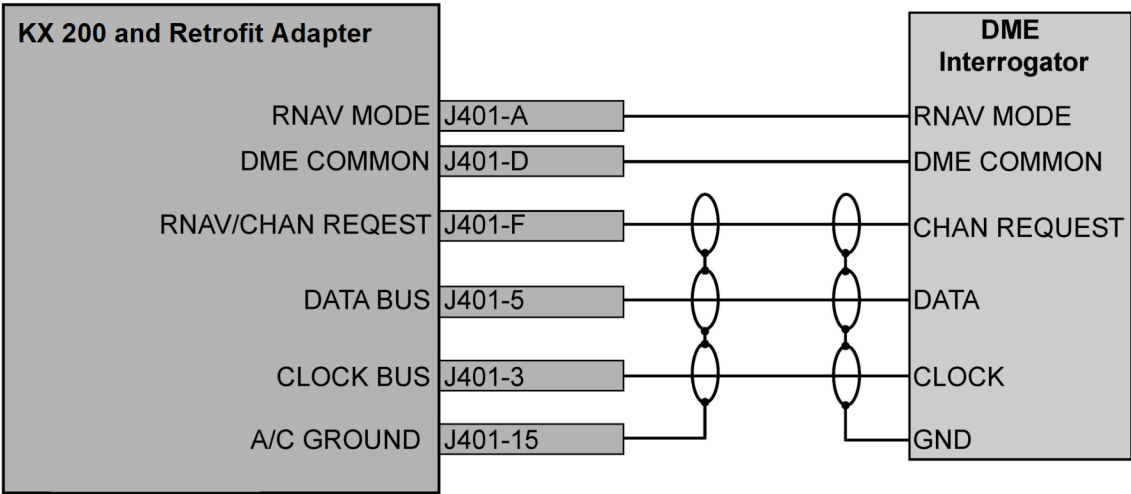 KX 200 and Retrofit Adapter
DME
Interrogator
RNAV MODE J401-A RNAV MODE
DME COMMON J401-D DME COMMON
RNAV/CHAN REQEST J401-F CHAN REQUEST
DATA BUS J401-5 DATA
CLOCK BUS J401-3 CLOCK
A/C GROUND J401-15 GND